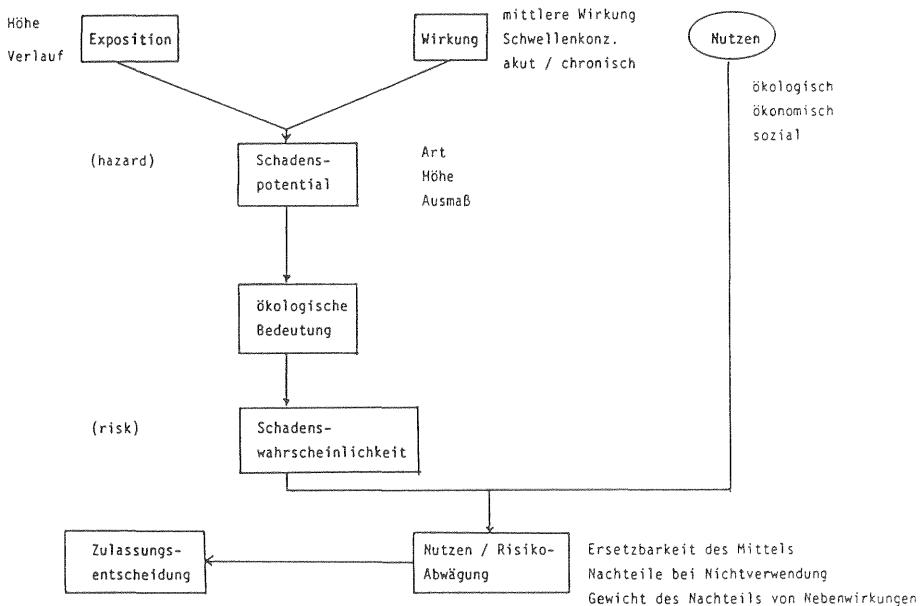 Höhe
Verlauf
Exposition
Wirkung
mittlere Wirkung
Schwellenkonz.
akut / chronisch
Nutzen
ökologisch
ökonomisch
sozial
(hazard)
Schadens-
potential
Art
Höhe
Ausmaß
ökologische
Bedeutung
(risk)
Schadens-
wahrscheinlichkeit
Zulassungs-
entscheidung
Nutzen / Risiko-
Abwägung
Ersetzbarkeit des Mittels
Nachteile bei Nichtverwendung
Gewicht des Nachteils von Nebenwirkungen